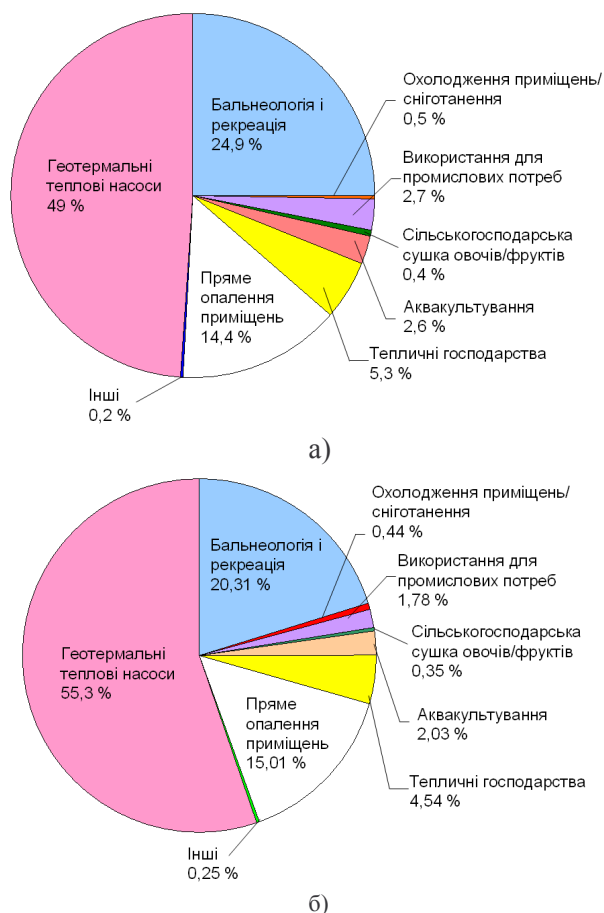 Бальнеологія і
рекреація
24,9 %
Охолодження приміщень/
сніготанення
0,5 %
Використання для
промислових потреб
2,7 %
Сільськогосподарська
сушка овочів/фруктів
0,4 %
Аквакультування
2,6 %
Тепличні господарства
5,3 %
Пряме
опалення
приміщень
14,4 %
Інші
0,2 %
Геотермальні
теплові насоси
49 %
а)
Бальнеологія і
рекреація
20,31 %
Охолодження приміщень/
сніготанення
0,44 %
Використання для
промислових потреб
1,78 %
Сільськогосподарська
сушка овочів/фруктів
0,35 %
Аквакультування
2,03 %
Тепличні господарства
4,54 %
Пряме
опалення
приміщень
15,01 %
Інші
0,25 %
Геотермальні
теплові насоси
55,3 %
б)